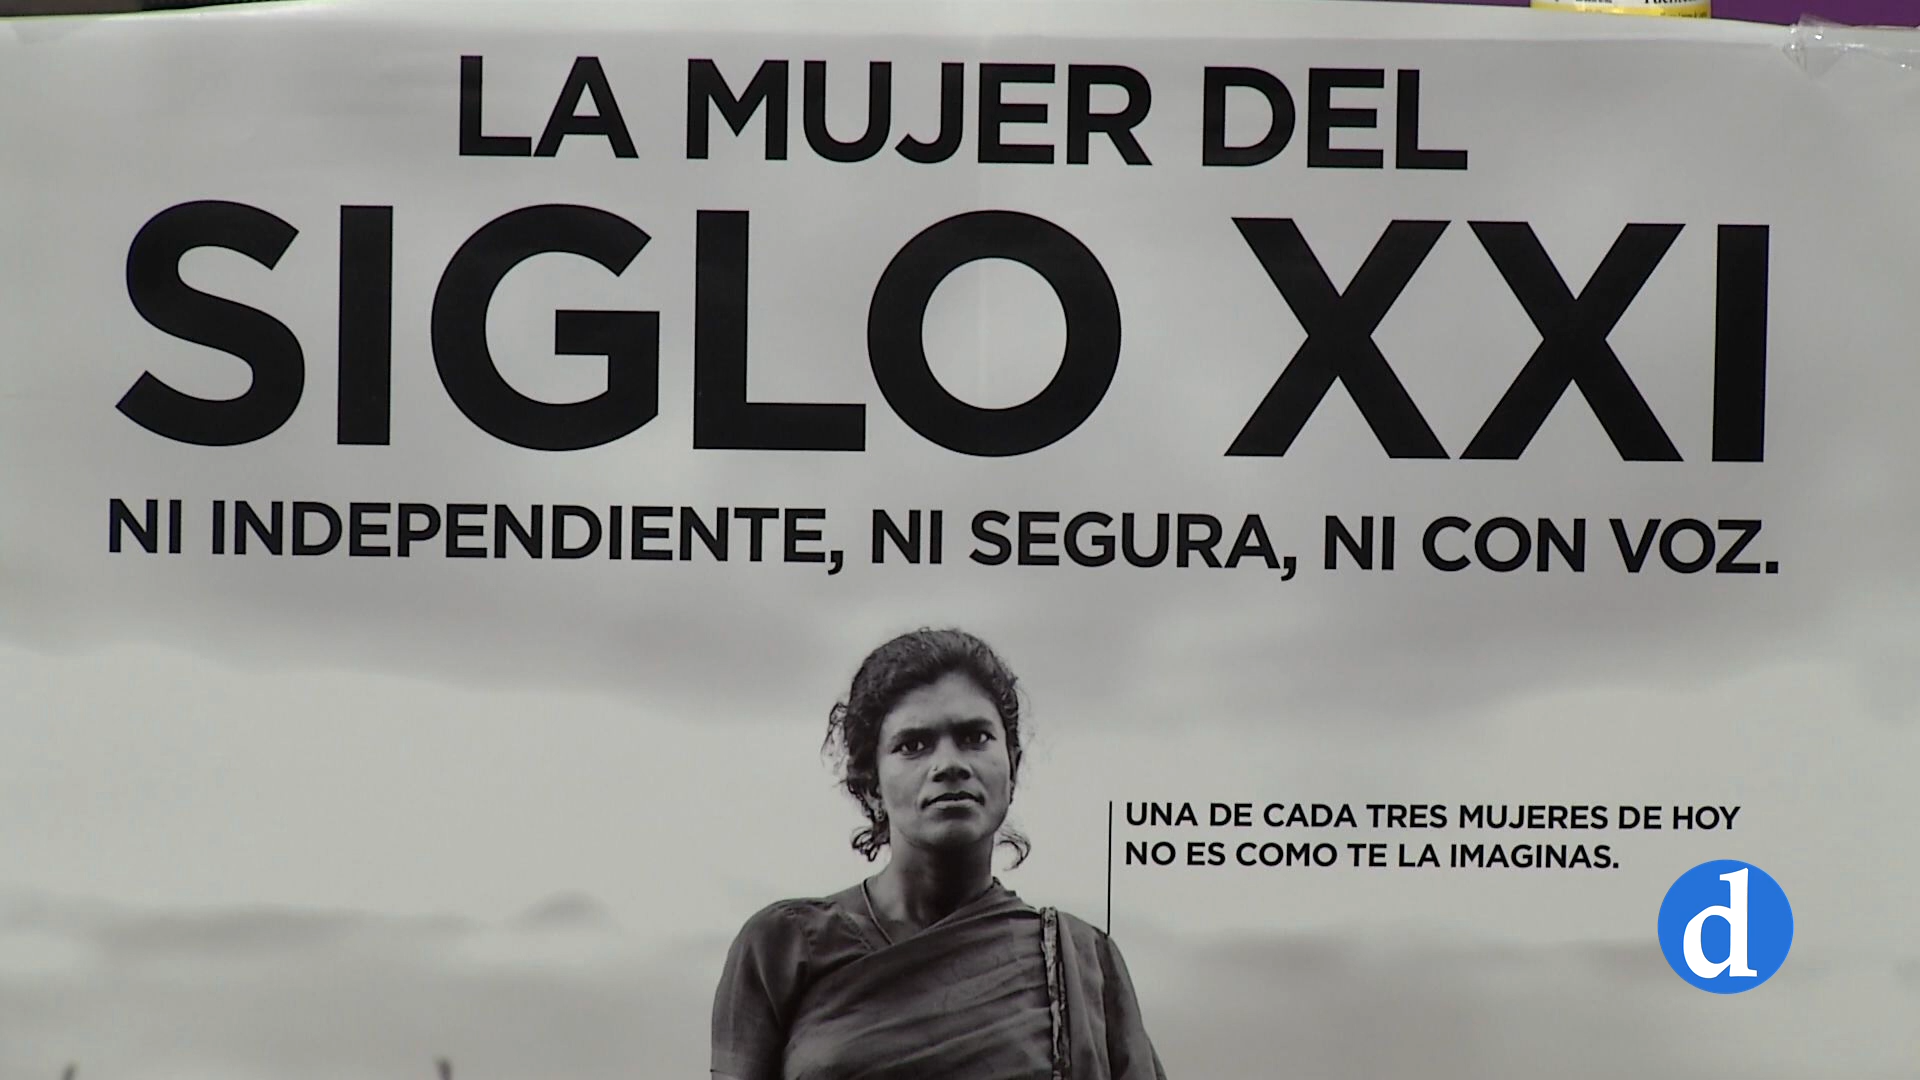 LA MUJER DEL
SIGLO XXI
NI INDEPENDIENTE, NI SEGURA, NI CON VOZ.
UNA DE CADA TRES MUJERES DE HOY
NO ES COMO TE LA IMAGINAS.
d